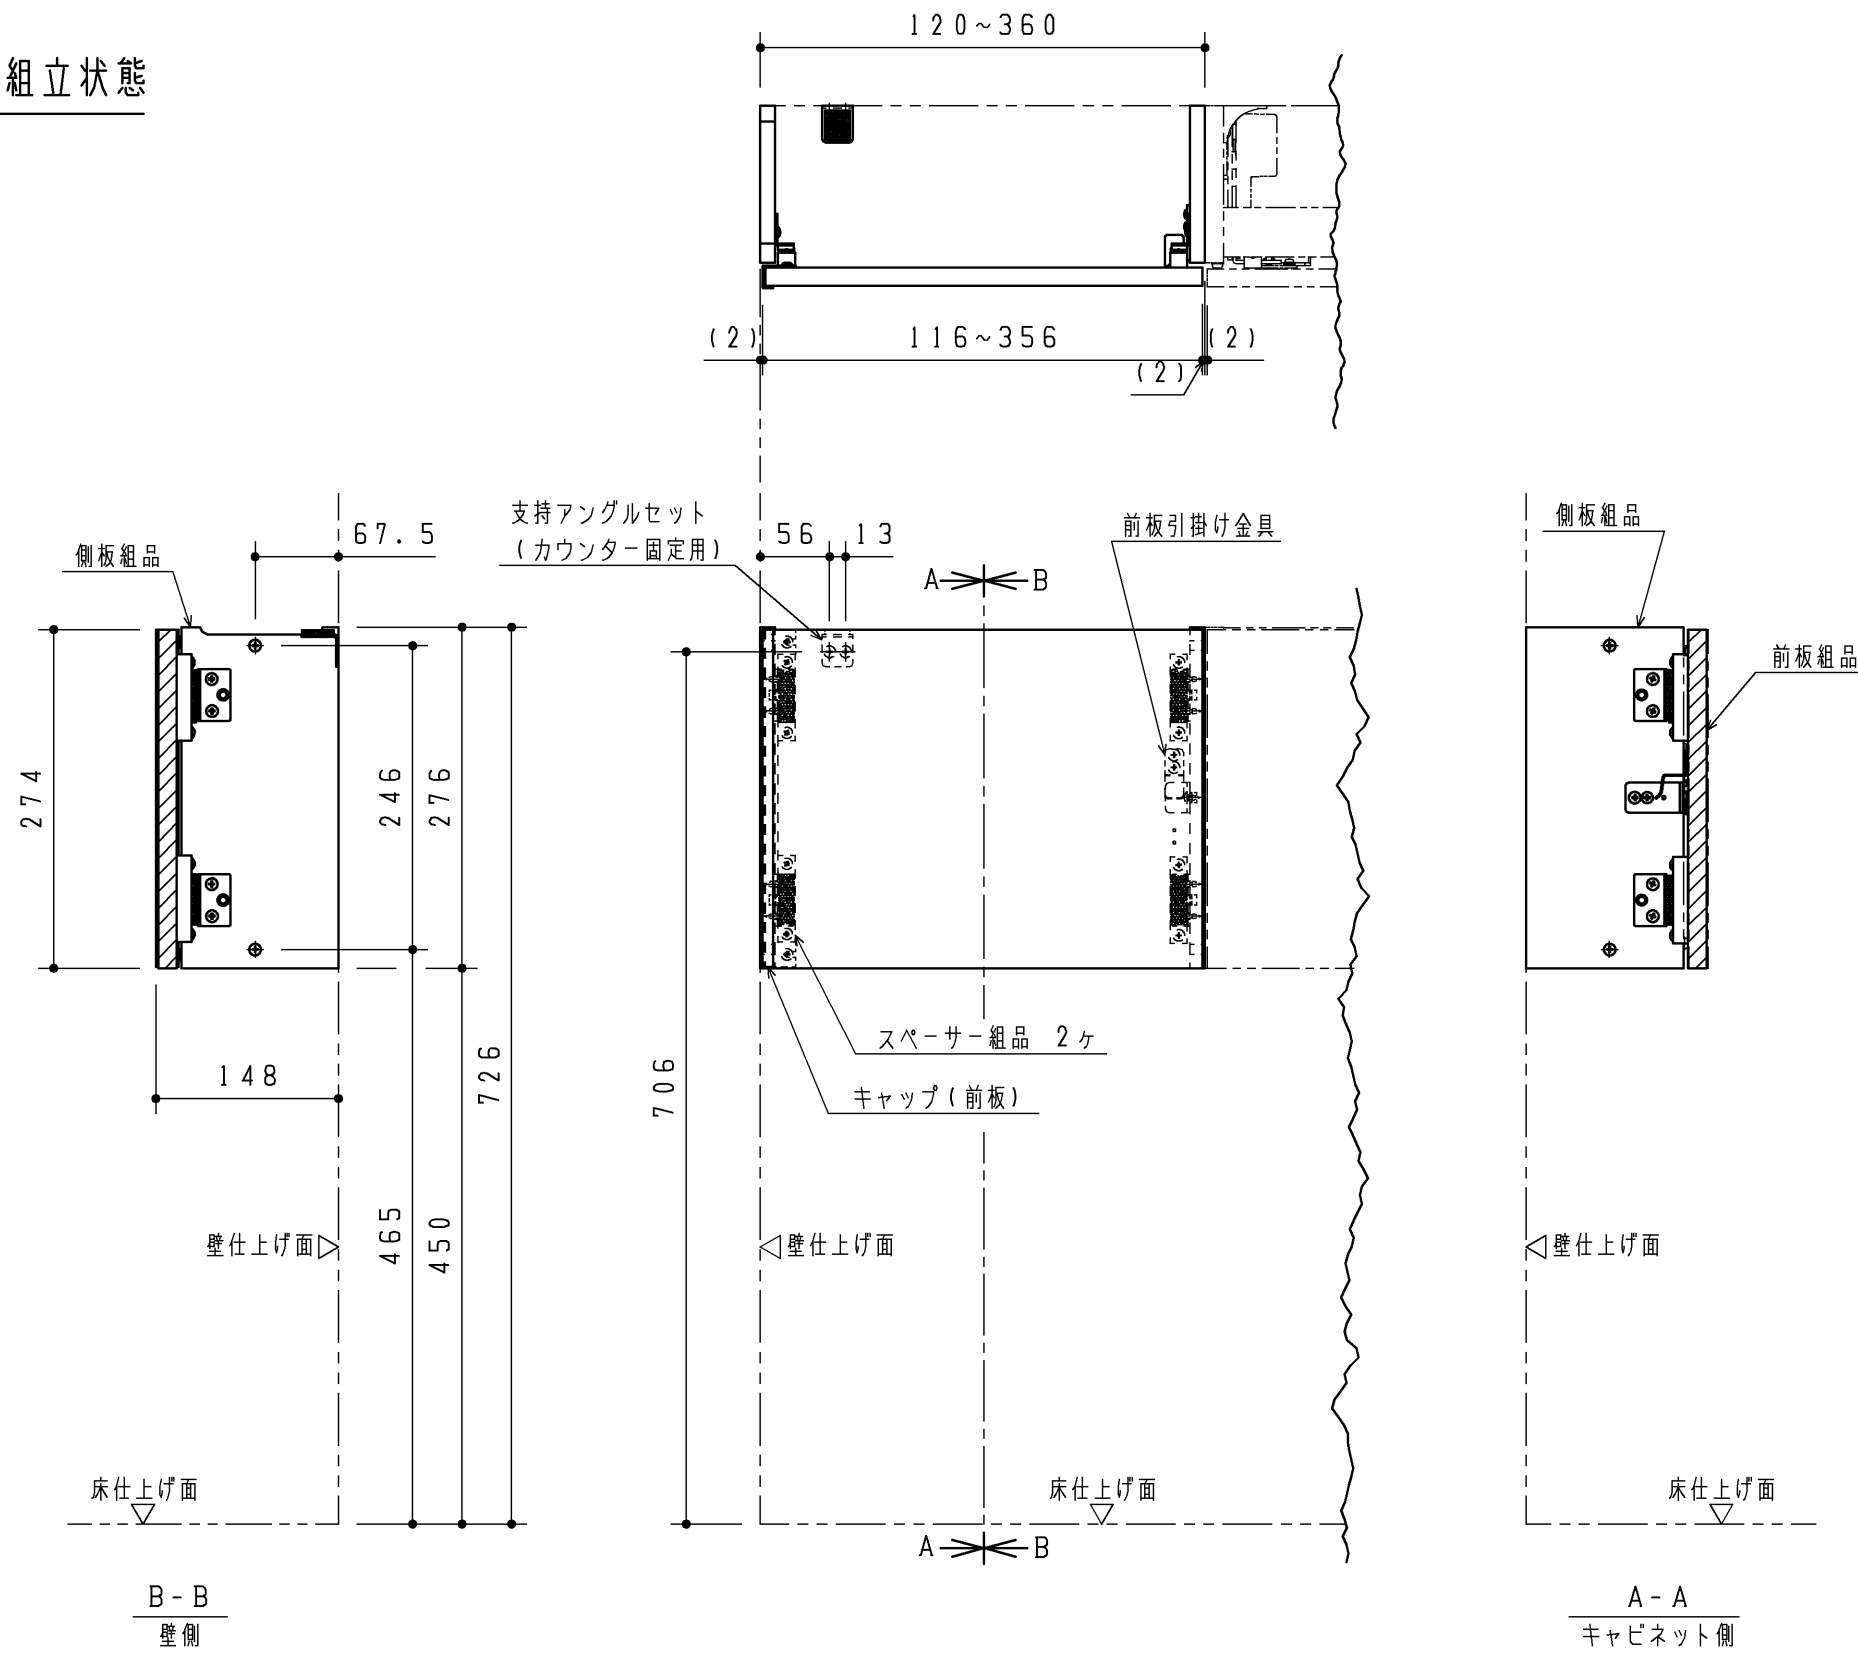 組立状態
120~360
(2)
116~356
(2)
(2)
支持アングルセット
(カウンター固定用)
56
13
前板引掛け金具
側板組品
67.5
側板組品
A
B
前板組品
274
246
276
スペーサー組品 2ヶ
キャップ(前板)
148
726
706
465
450
壁仕上げ面
壁仕上げ面
壁仕上げ面
床仕上げ面
床仕上げ面
床仕上げ面
A
B
B-B
壁側
A-A
キャビネット側